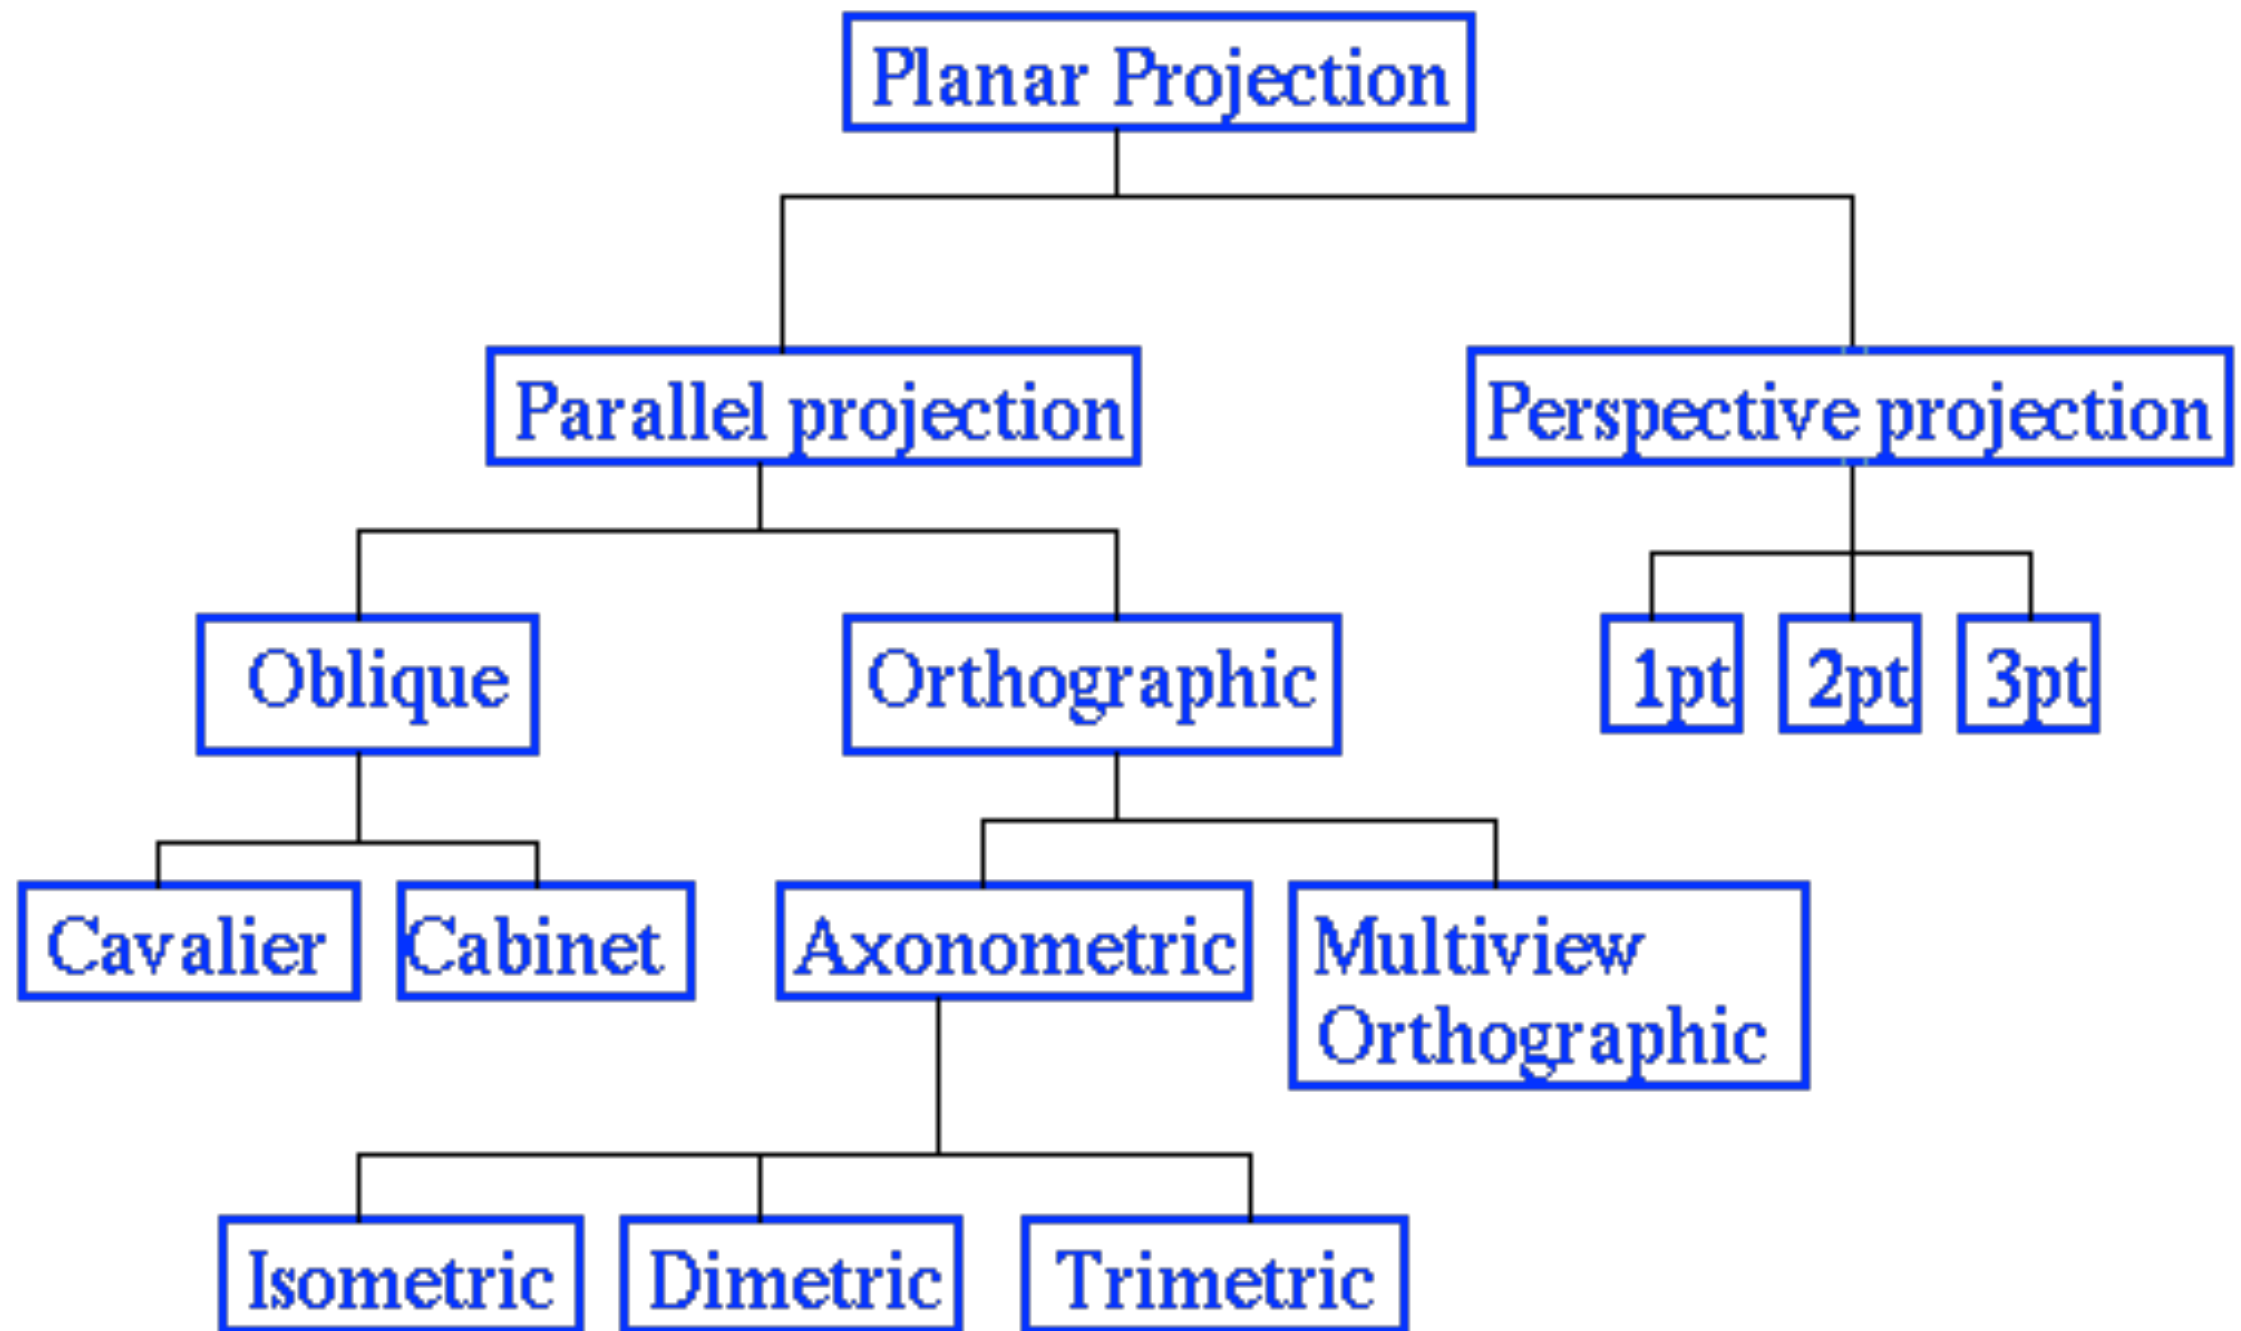 Planar Projection
Parallel projection
Perspective projection
Oblique
Orthographic
1pt
2pt
3pt
Cavalier
Cabinet
Axonometric
Multiview
Orthographic
Isometric
Dimetric
Trimetric